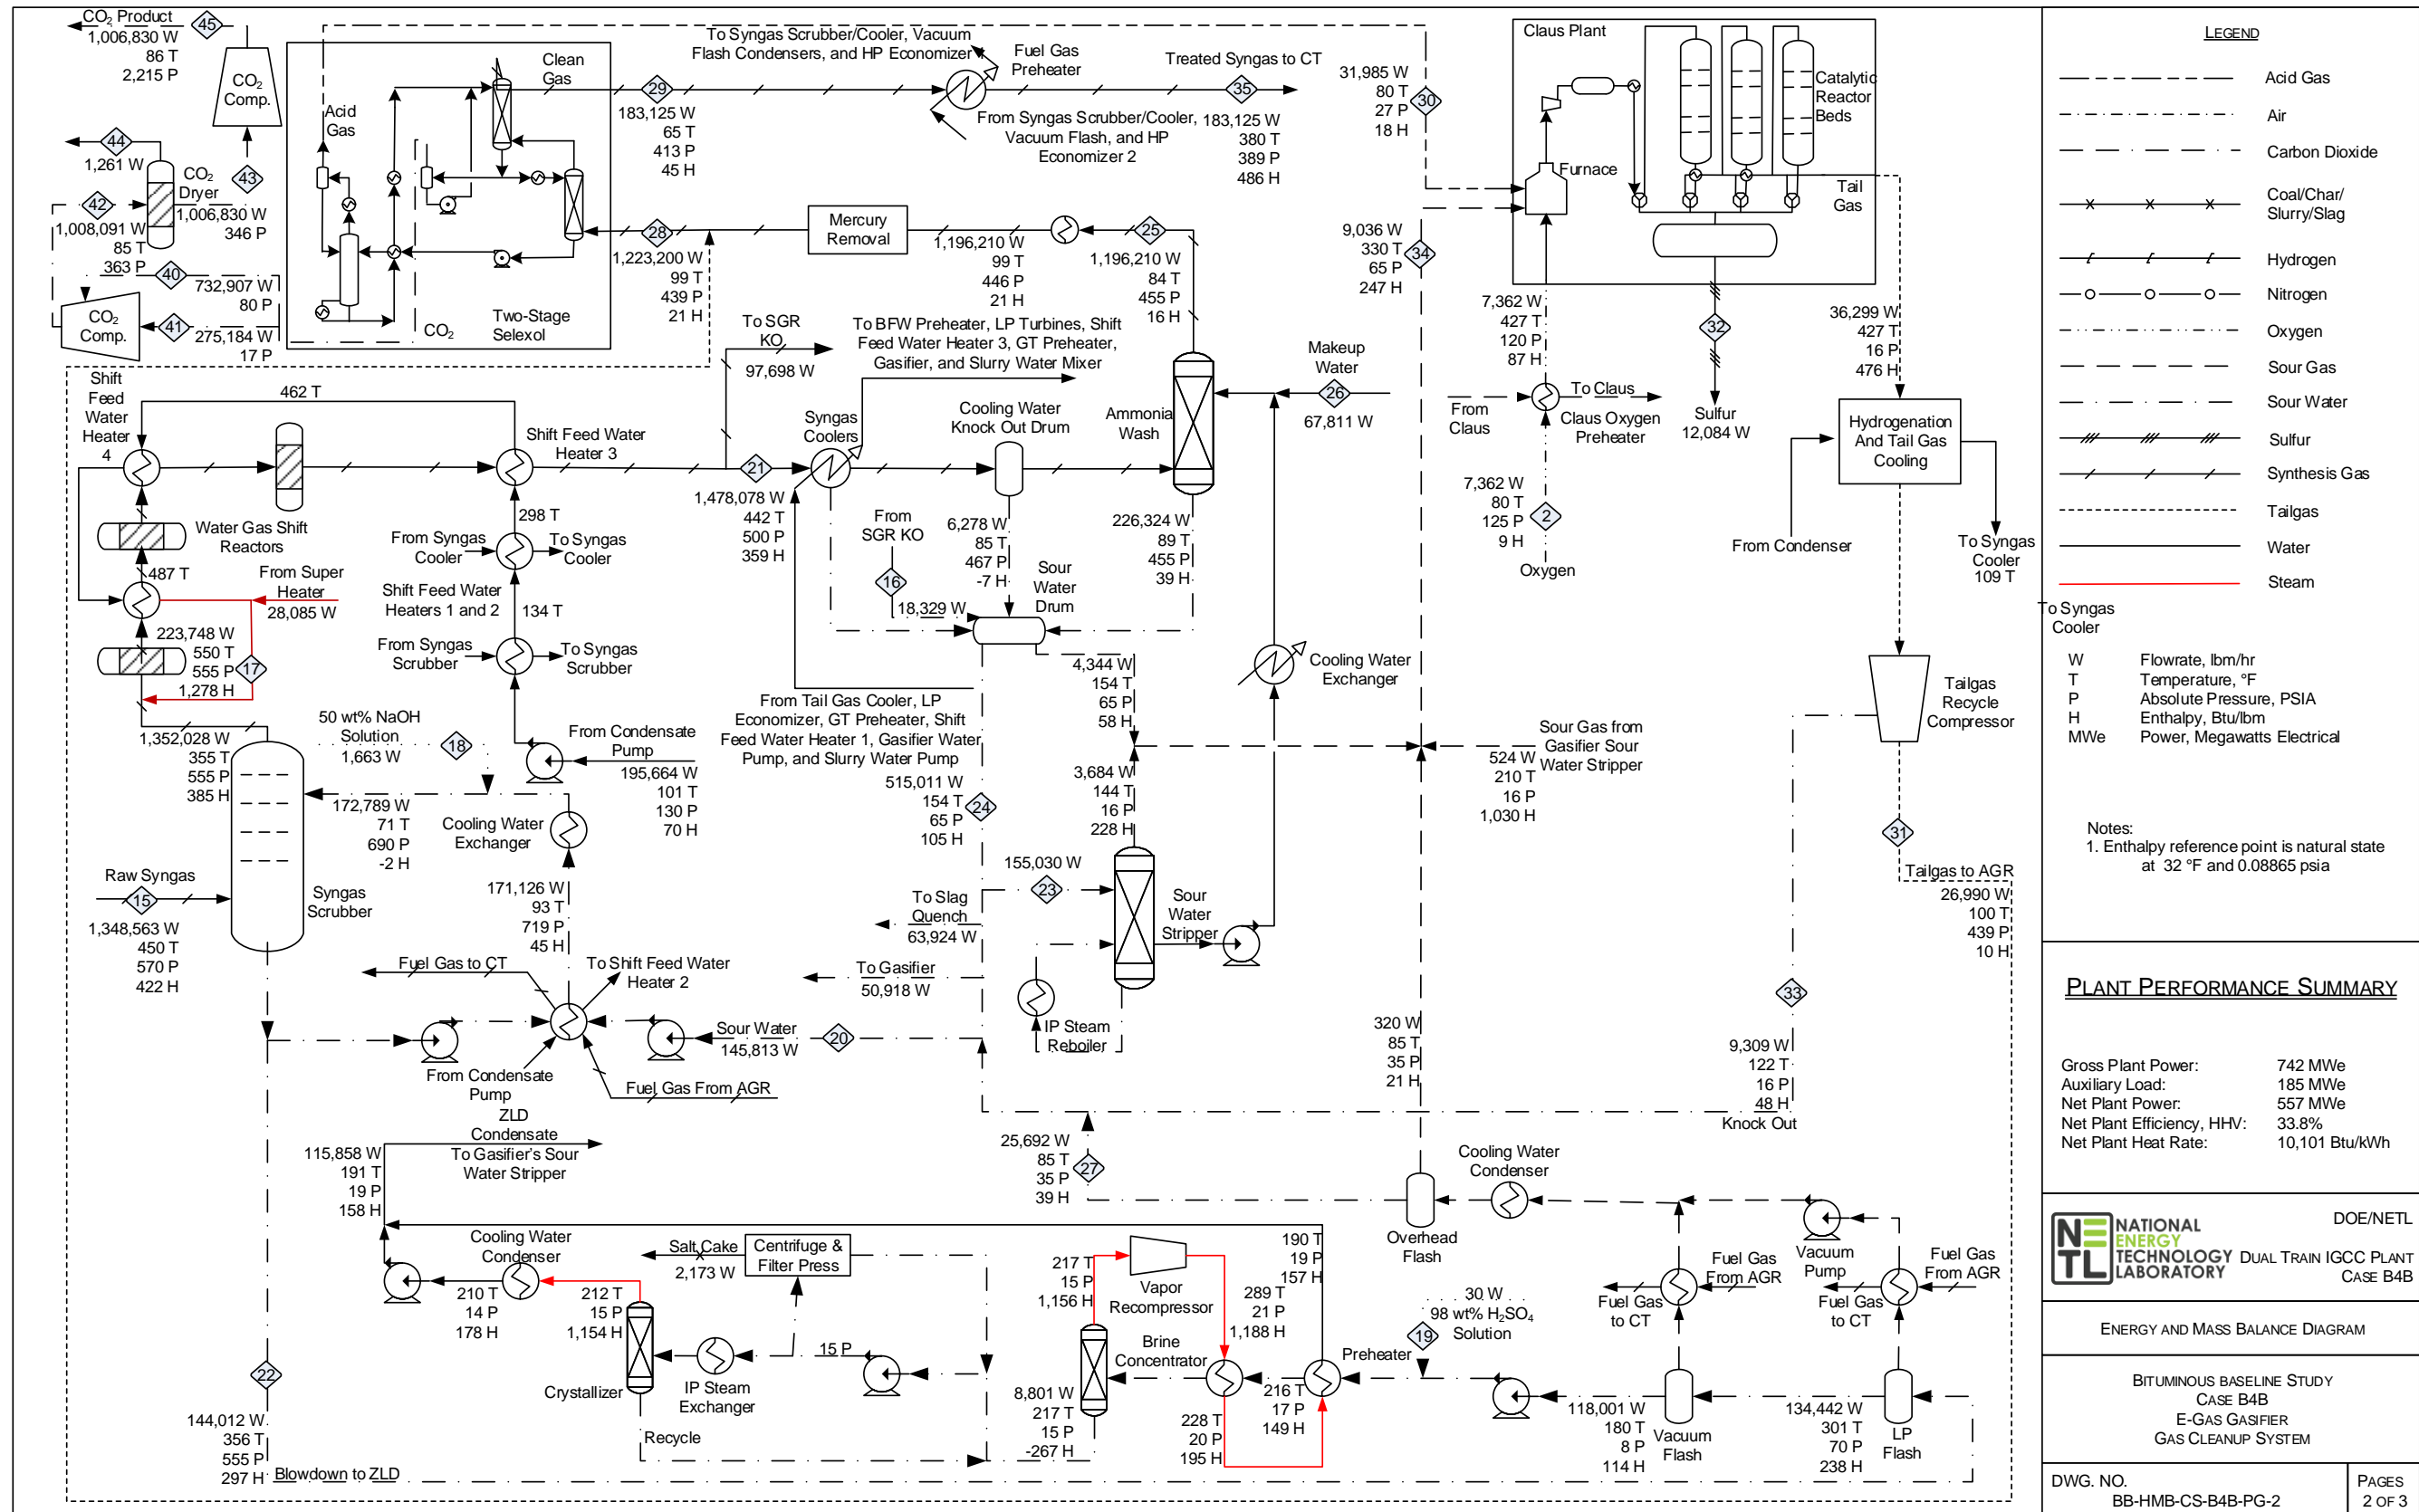 CO2 Product
1,006,830 W
86 T
2,215 P
45
CO2
Comp.
44
1,261 W
CO2
Dryer
43
42
1,008,091 W
85 T
363 P
1,006,830 W
346 P
40
732,907 W
80 P
CO2
Comp.
41
275,184 W
17 P
Acid
Gas
Clean
Gas
CO2
Two-Stage
Selexol
To Syngas Scrubber/Cooler, Vacuum
Flash Condensers, and HP Economizer
29
183,125 W
65 T
413 P
45 H
Fuel Gas
Preheater
Treated Syngas to CT
35
From Syngas Scrubber/Cooler,
Vacuum Flash, and HP
Economizer 2
183,125 W
380 T
389 P
486 H
28
1,223,200 W
99 T
439 P
21 H
Mercury
Removal
1,196,210 W
99 T
446 P
21 H
25
1,196,210 W
84 T
455 P
16 H
31,985 W
80 T
27 P
18 H
30
9,036 W
330 T
65 P
247 H
34
Claus Plant
Furnace
Catalytic
Reactor
Beds
Tail
Gas
7,362 W
427 T
120 P
87 H
32
Sulfur
12,084 W
36,299 W
427 T
16 P
476 H
From
Claus
To Claus
Claus Oxygen
Preheater
7,362 W
80 T
125 P
9 H
2
Oxygen
Hydrogenation
And Tail Gas
Cooling
From Condenser
To Syngas
Cooler
109 T
To Syngas
Cooler
Tailgas
Recycle
Compressor
31
Tailgas to AGR
26,990 W
100 T
439 P
10 H
33
9,309 W
122 T
16 P
48 H
Knock Out
Shift
Feed
Water
Heater
4
462 T
Shift Feed Water
Heater 3
Water Gas Shift
Reactors
487 T
From Super
Heater
28,085 W
223,748 W
550 T
555 P
1,278 H
17
298 T
From Syngas
Cooler
To Syngas
Cooler
Shift Feed Water
Heaters 1 and 2
134 T
From Syngas
Scrubber
To Syngas
Scrubber
From Condensate
Pump
195,664 W
101 T
130 P
70 H
To SGR
KO
97,698 W
21
1,478,078 W
442 T
500 P
359 H
Syngas
Coolers
To BFW Preheater, LP Turbines, Shift
Feed Water Heater 3, GT Preheater,
Gasifier, and Slurry Water Mixer
Cooling Water
Knock Out Drum
Ammonia
Wash
Makeup
Water
26
67,811 W
From
SGR KO
16
18,329 W
6,278 W
85 T
467 P
-7 H
Sour
Water
Drum
226,324 W
89 T
455 P
39 H
Cooling Water
Exchanger
4,344 W
154 T
65 P
58 H
From Tail Gas Cooler, LP
Economizer, GT Preheater, Shift
Feed Water Heater 1, Gasifier Water
Pump, and Slurry Water Pump
515,011 W
154 T
65 P
105 H
24
3,684 W
144 T
16 P
228 H
Sour Gas from
Gasifier Sour
Water Stripper
524 W
210 T
16 P
1,030 H
155,030 W
23
To Slag
Quench
63,924 W
Sour
Water
Stripper
To Gasifier
50,918 W
IP Steam
Reboiler
1,352,028 W
355 T
555 P
385 H
50 wt% NaOH
Solution
1,663 W
18
172,789 W
71 T
690 P
-2 H
Cooling Water
Exchanger
Raw Syngas
15
1,348,563 W
450 T
570 P
422 H
Syngas
Scrubber
171,126 W
93 T
719 P
45 H
Fuel Gas to CT
To Shift Feed Water
Heater 2
Sour Water
145,813 W
20
From Condensate
Pump
Fuel Gas From AGR
ZLD
Condensate
To Gasifier's Sour
Water Stripper
115,858 W
191 T
19 P
158 H
22
144,012 W
356 T
555 P
297 H
Blowdown to ZLD
Cooling Water
Condenser
210 T
14 P
178 H
212 T
15 P
1,154 H
Salt Cake
2,173 W
Centrifuge &
Filter Press
Crystallizer
IP Steam
Exchanger
15 P
Recycle
25,692 W
85 T
35 P
39 H
27
217 T
15 P
1,156 H
Vapor
Recompressor
289 T
21 P
1,188 H
190 T
19 P
157 H
Brine
Concentrator
8,801 W
217 T
15 P
-267 H
228 T
20 P
195 H
216 T
17 P
149 H
Preheater
30 W
98 wt% H2SO4
Solution
19
320 W
85 T
35 P
21 H
Overhead
Flash
Cooling Water
Condenser
Vacuum
Pump
Fuel Gas
From AGR
Fuel Gas
to CT
Fuel Gas
From AGR
Fuel Gas
to CT
118,001 W
180 T
8 P
114 H
Vacuum
Flash
134,442 W
301 T
70 P
238 H
LP
Flash
LEGEND
Acid Gas
Air
Carbon Dioxide
Coal/Char/
Slurry/Slag
Hydrogen
Nitrogen
Oxygen
Sour Gas
Sour Water
Sulfur
Synthesis Gas
Tailgas
Water
Steam
W Flowrate, lbm/hr
T Temperature, °F
P Absolute Pressure, PSIA
H Enthalpy, Btu/lbm
MWe Power, Megawatts Electrical
Notes:
1. Enthalpy reference point is natural state
at 32 °F and 0.08865 psia
PLANT PERFORMANCE SUMMARY
Gross Plant Power: 742 MWe
Auxiliary Load: 185 MWe
Net Plant Power: 557 MWe
Net Plant Efficiency, HHV: 33.8%
Net Plant Heat Rate: 10,101 Btu/kWh
NETL
NATIONAL
ENERGY
TECHNOLOGY
LABORATORY
DOE/NETL
DUAL TRAIN IGCC PLANT
CASE B4B
ENERGY AND MASS BALANCE DIAGRAM
BITUMINOUS BASELINE STUDY
CASE B4B
E-GAS GASIFIER
GAS CLEANUP SYSTEM
DWG. NO.
BB-HMB-CS-B4B-PG-2
PAGES
2 OF 3